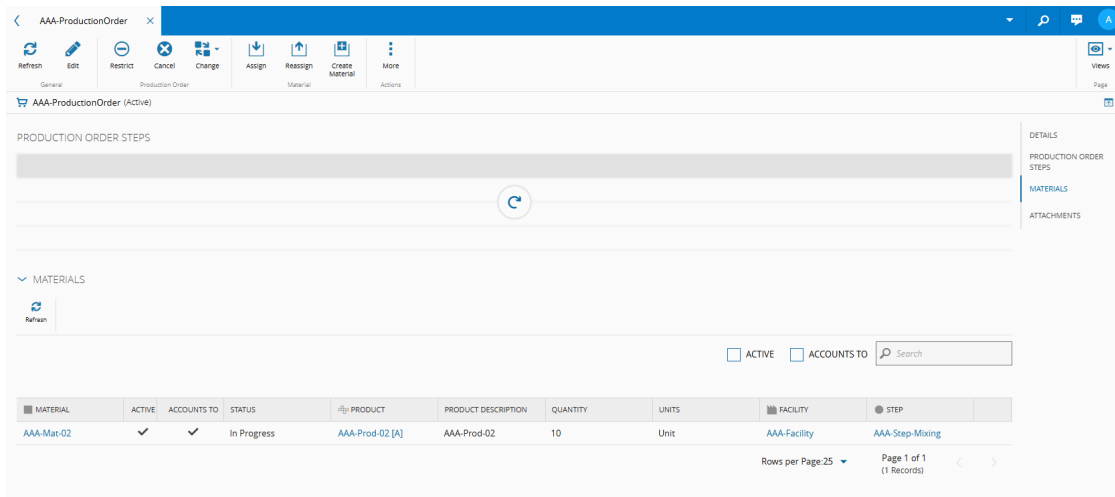 AAA-ProductionOrder
A
Refresh Edit Restrict Cancel Change Assign Reassign Create Material More Views
General Production Order Material Actions Page
AAA-ProductionOrder (Active)
PRODUCTION ORDER STEPS
DETAILS
PRODUCTION ORDER STEPS
MATERIALS
ATTACHMENTS
MATERIALS
Refresh
ACTIVE ACCOUNTS TO Search
MATERIAL ACTIVE ACCOUNTS TO STATUS PRODUCT PRODUCT DESCRIPTION QUANTITY UNITS FACILITY STEP
AAA-Mat-02 In Progress AAA-Prod-02 [A] AAA-Prod-02 10 Unit AAA-Facility AAA-Step-Mixing
Rows per Page:25 Page 1 of 1
(1 Records)